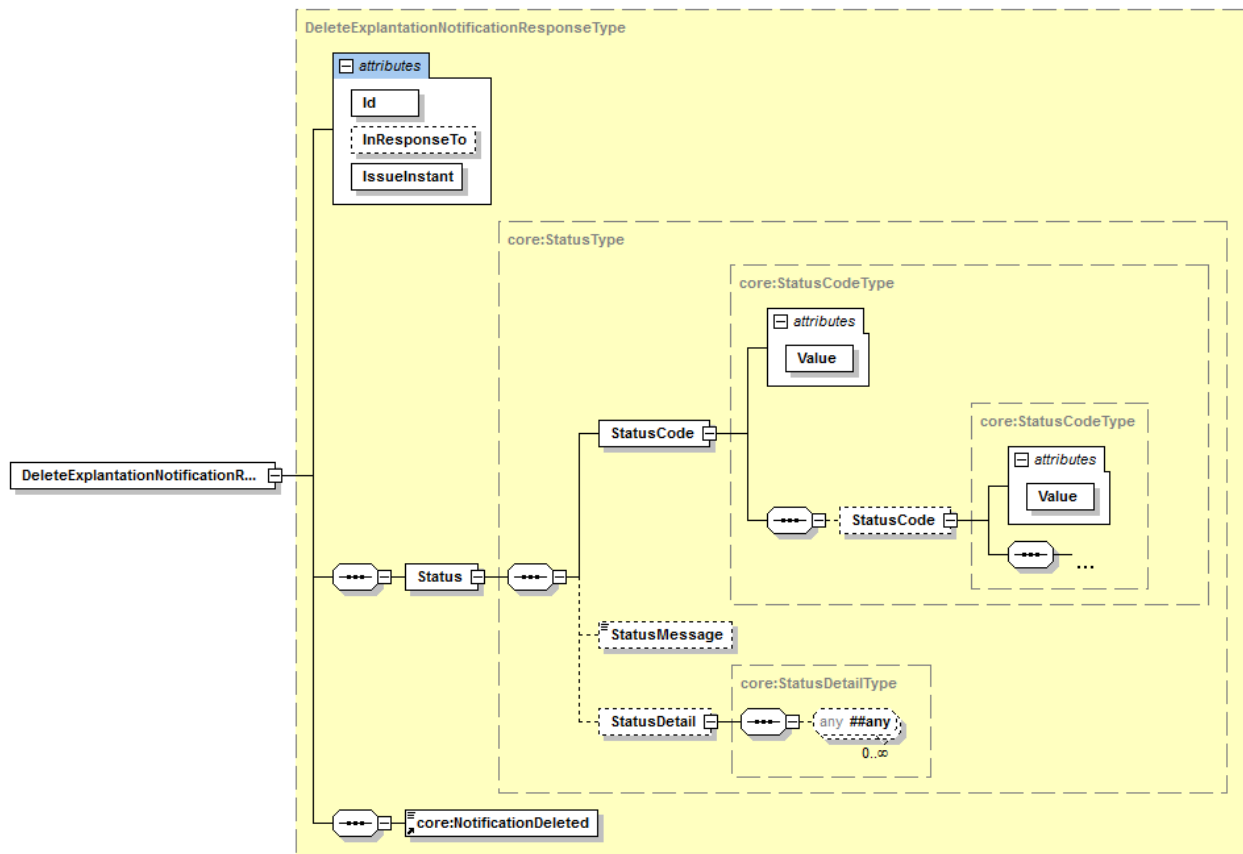 DeleteExplantationNotificationResponseType
attributes
Id
InResponseTo
IssueInstant
core:StatusType
core:StatusCodeType
attributes
Value
StatusCode
core:StatusCodeType
attributes
Value
StatusCode
...
DeleteExplantationNotificationR...
Status
StatusMessage
core:StatusDetailType
StatusDetail
any ##any
0..∞
core:NotificationDeleted